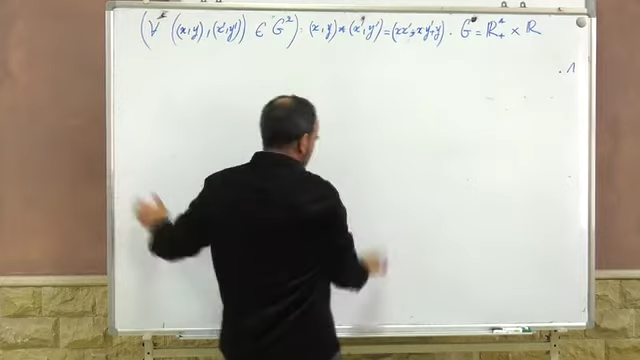 (∀ ((x,y),(x',y')) ∈ G²): (x,y)*(x',y')=(xx', xy'+y). G = ℝ₊* × ℝ
.1